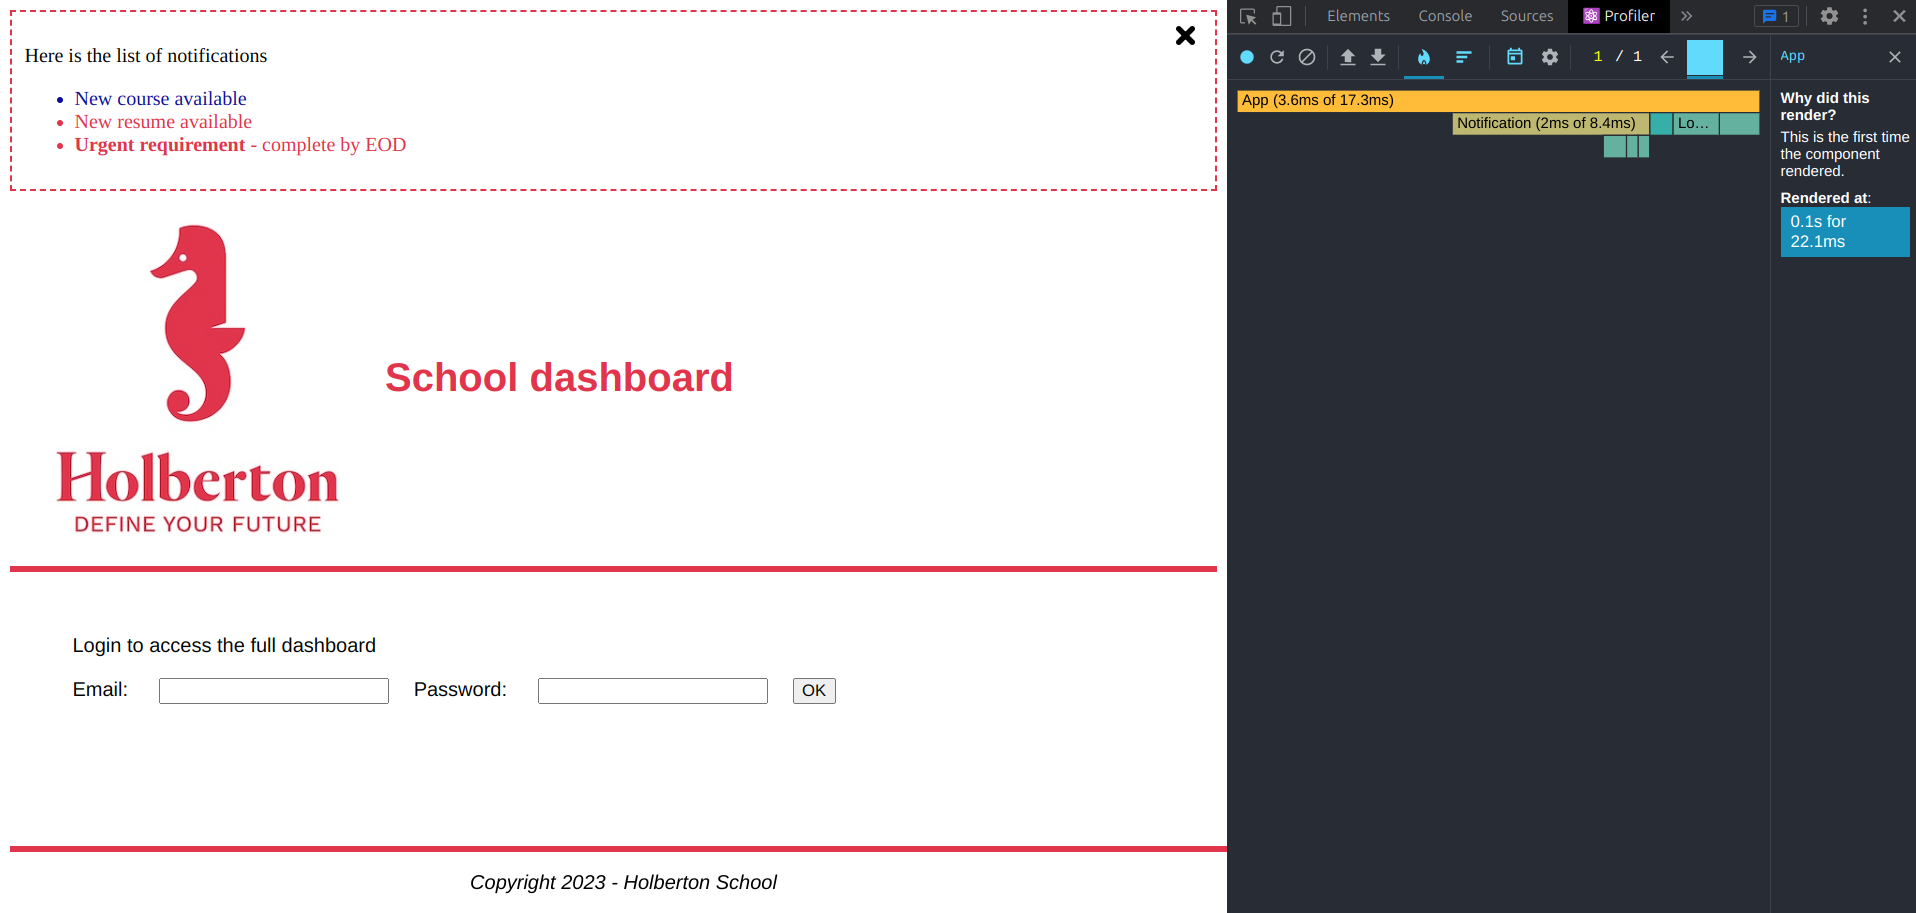 Here is the list of notifications
New course available
New resume available
Urgent requirement - complete by EOD
Holberton
DEFINE YOUR FUTURE
School dashboard
Login to access the full dashboard
Email:
Password:
OK
Copyright 2023 - Holberton School
Elements
Console
Sources
Profiler
1
1 / 1
App
App (3.6ms of 17.3ms)
Notification (2ms of 8.4ms)
Lo…
Why did this
render?
This is the first time
the component
rendered.
Rendered at:
0.1s for
22.1ms